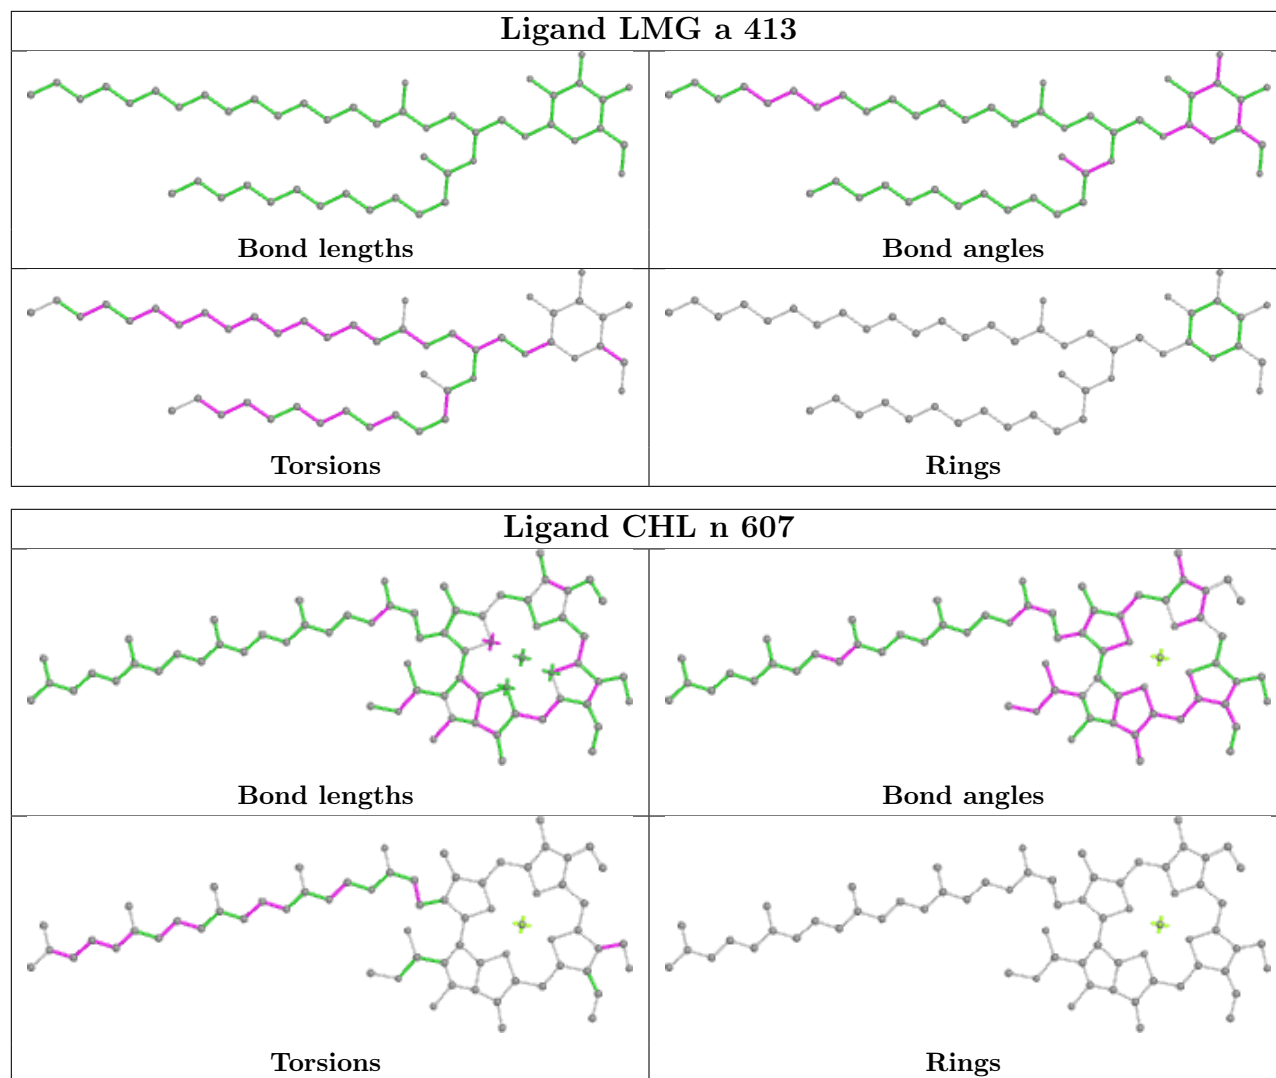 Ligand LMG a 413
Bond lengths
Bond angles
Torsions
Rings
Ligand CHL n 607
Bond lengths
Bond angles
Torsions
Rings